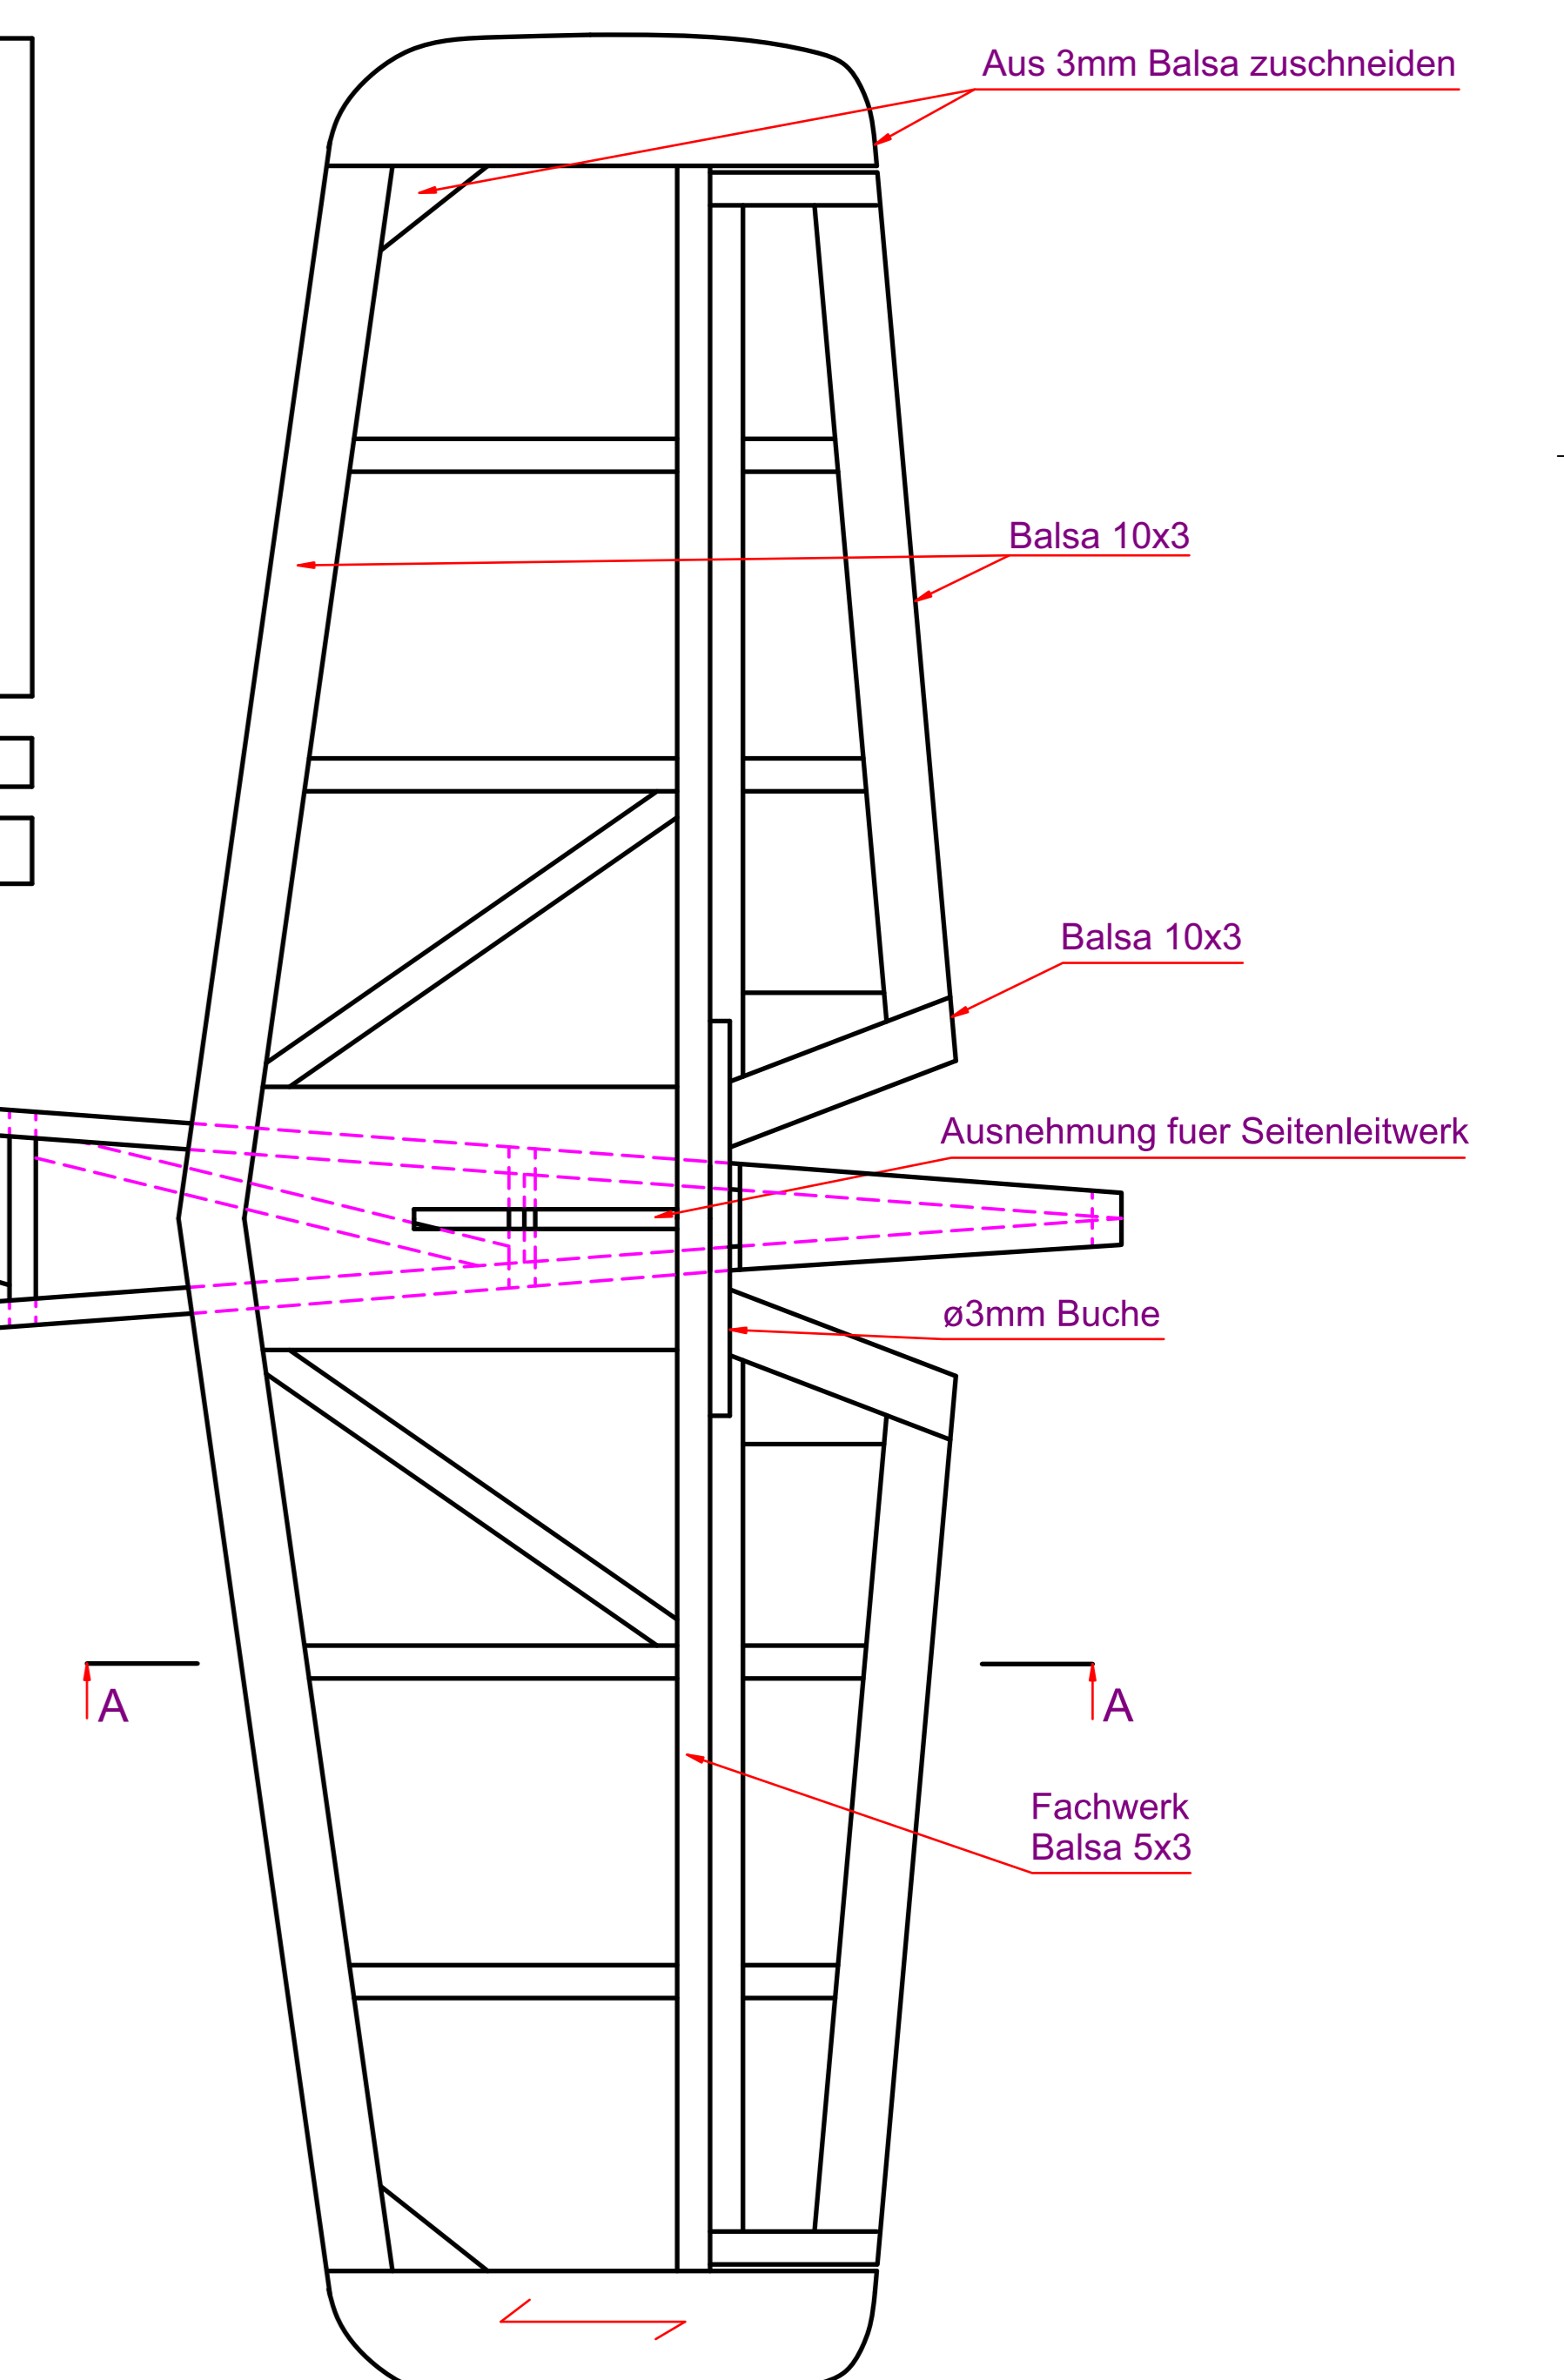 Aus 3mm Balsa zuschneiden
Balsa 10x3
Balsa 10x3
Ausnehmung fuer Seitenleitwerk
ø3mm Buche
A
A
Fachwerk
Balsa 5x3